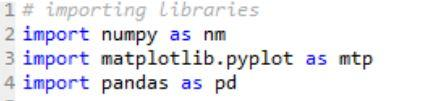 1 # importing libraries
2 import numpy as nm
3 import matplotlib.pyplot as mtp
4 import pandas as pd